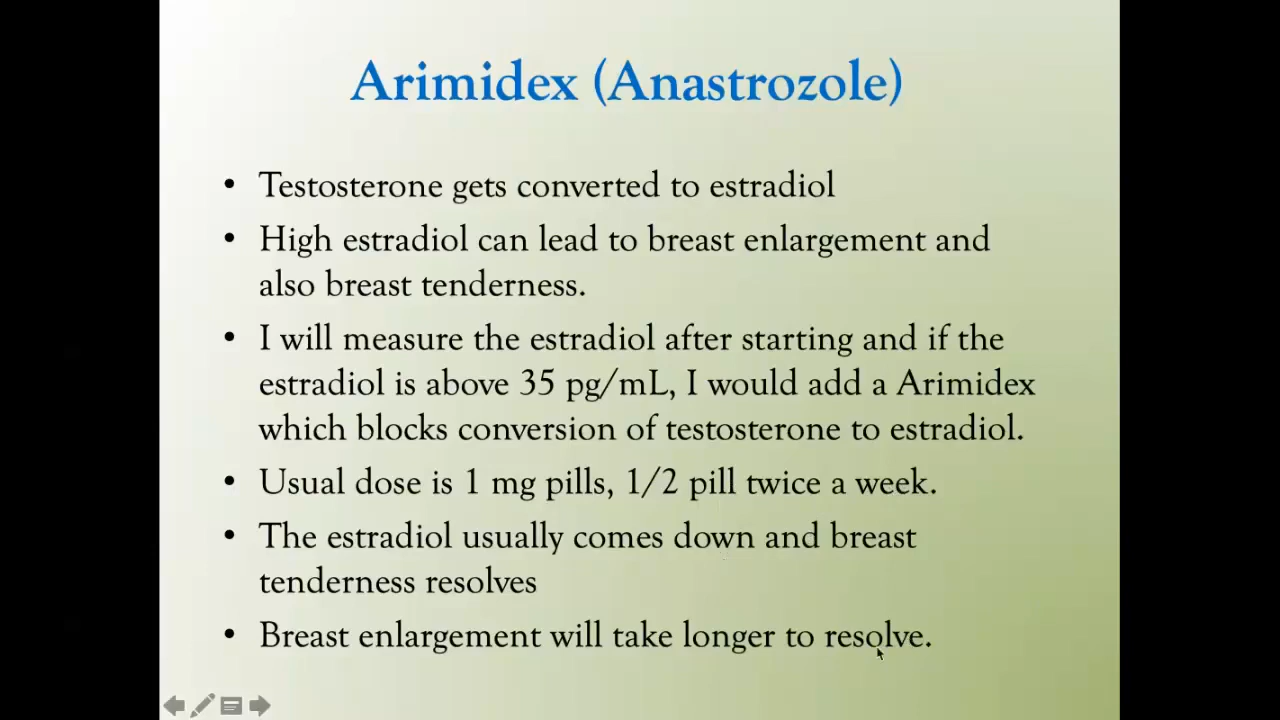 Arimidex (Anastrozole)
• Testosterone gets converted to estradiol
• High estradiol can lead to breast enlargement and
also breast tenderness.
• I will measure the estradiol after starting and if the
estradiol is above 35 pg/mL, I would add a Arimidex
which blocks conversion of testosterone to estradiol.
• Usual dose is 1 mg pills, 1/2 pill twice a week.
• The estradiol usually comes down and breast
tenderness resolves
• Breast enlargement will take longer to resolve.